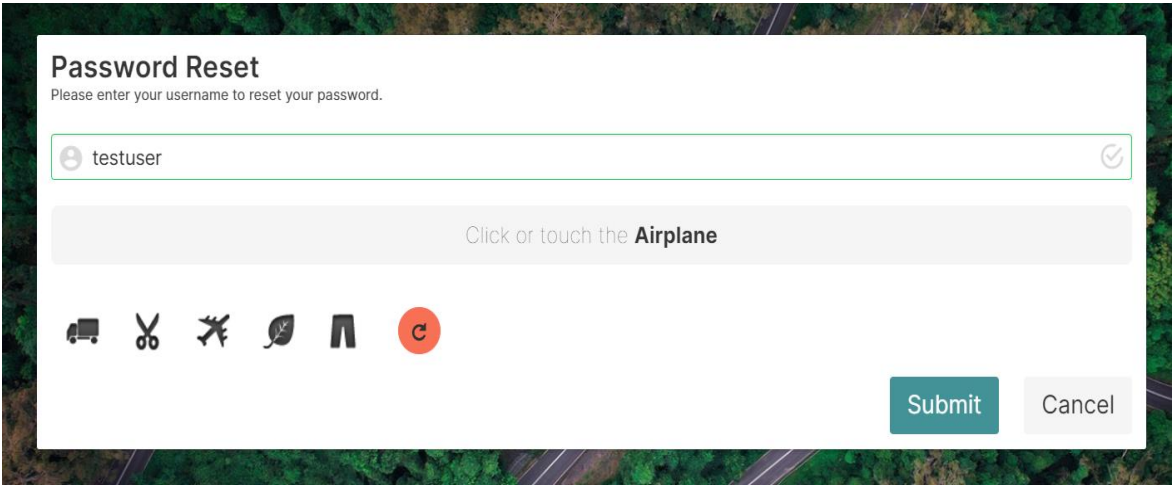 Password Reset
Please enter your username to reset your password.
testuser
Click or touch the Airplane
Submit
Cancel